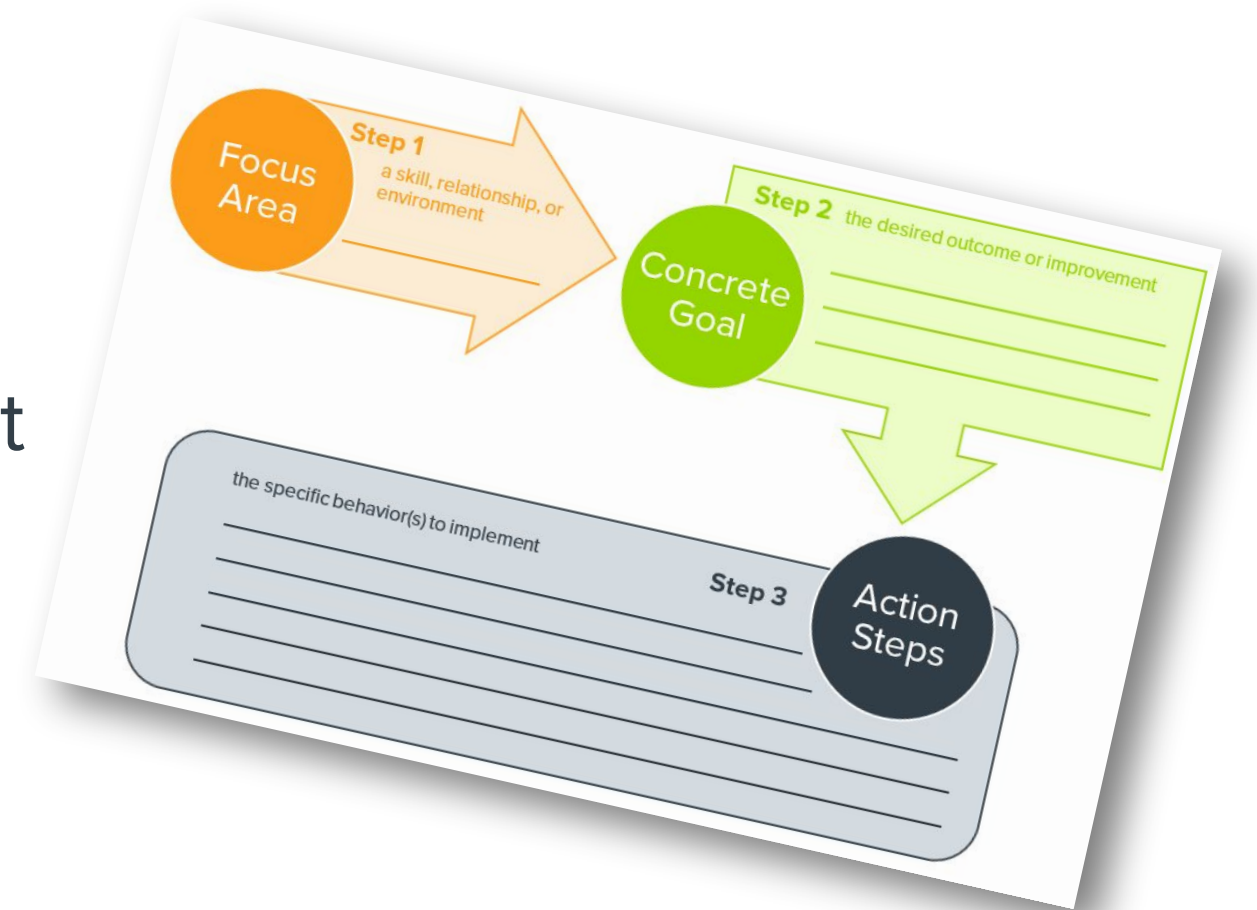 t
Focus
Area
Step 1
a skill, relationship, or
environment
Concrete
Goal
Step 2 the desired outcome or improvement
the specific behavior(s) to implement
Step 3
Action
Steps